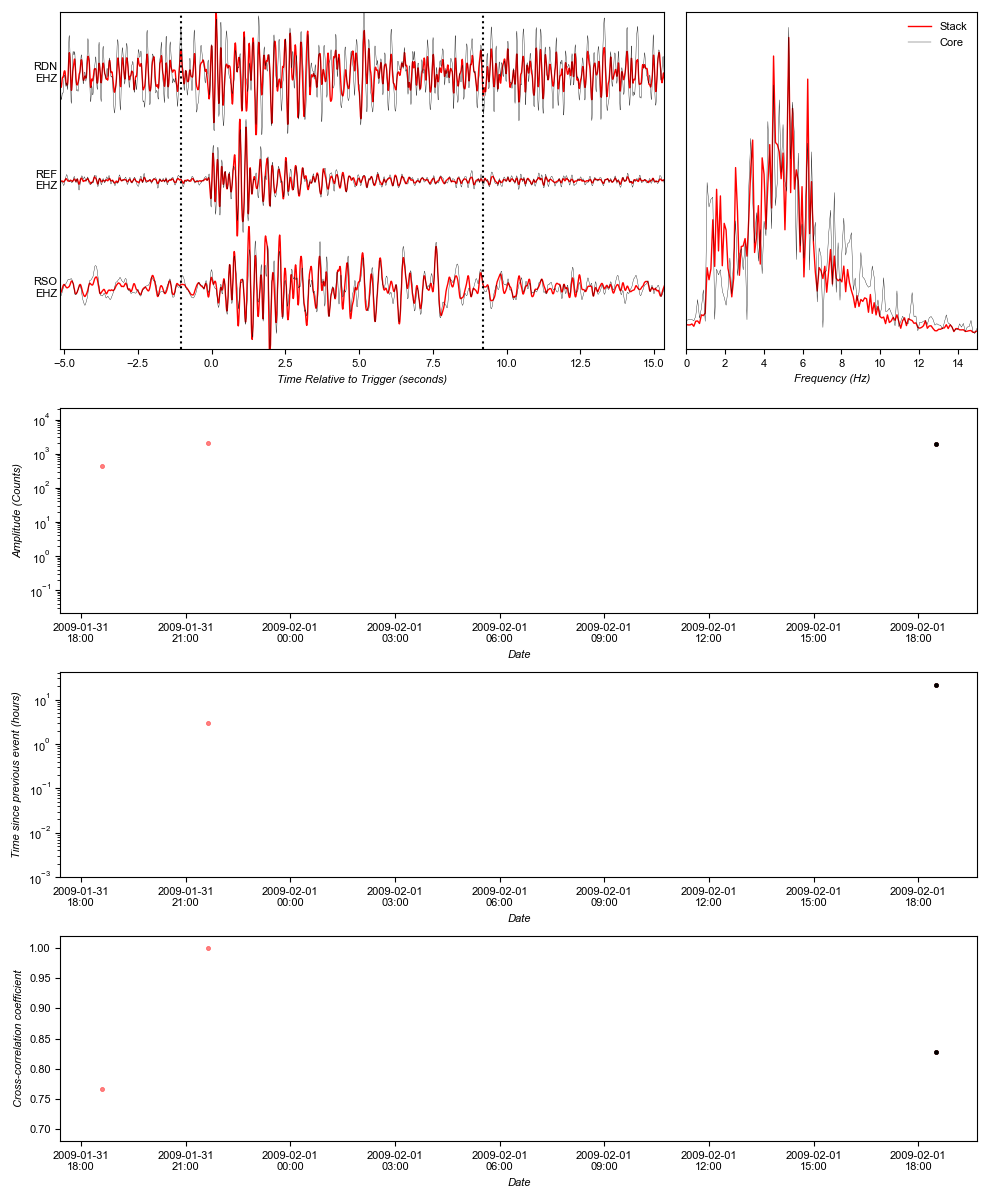 RDN
EHZ
REF
EHZ
RSO
EHZ
−5.0 −2.5 0.0 2.5 5.0 7.5 10.0 12.5 15.0
Time Relative to Trigger (seconds)
Stack
Core
0 2 4 6 8 10 12 14
Frequency (Hz)
10^4
10^3
10^2
10^1
10^0
10^−1
Amplitude (Counts)
2009-01-31 2009-01-31 2009-02-01 2009-02-01 2009-02-01 2009-02-01 2009-02-01 2009-02-01 2009-02-01
18:00 21:00 00:00 03:00 06:00 09:00 12:00 15:00 18:00
Date
10^1
10^0
10^−1
10^−2
10^−3
Time since previous event (hours)
2009-01-31 2009-01-31 2009-02-01 2009-02-01 2009-02-01 2009-02-01 2009-02-01 2009-02-01 2009-02-01
18:00 21:00 00:00 03:00 06:00 09:00 12:00 15:00 18:00
Date
1.00
0.95
0.90
0.85
0.80
0.75
0.70
Cross-correlation coefficient
2009-01-31 2009-01-31 2009-02-01 2009-02-01 2009-02-01 2009-02-01 2009-02-01 2009-02-01 2009-02-01
18:00 21:00 00:00 03:00 06:00 09:00 12:00 15:00 18:00
Date